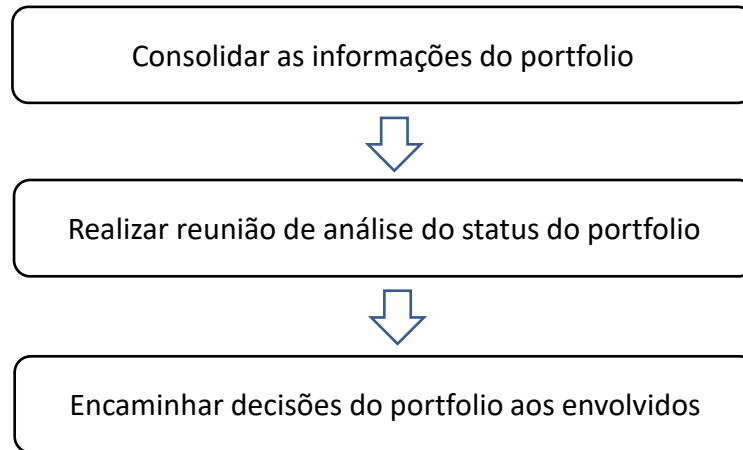 Consolidar as informações do portfolio
Realizar reunião de análise do status do portfolio
Encaminhar decisões do portfolio aos envolvidos